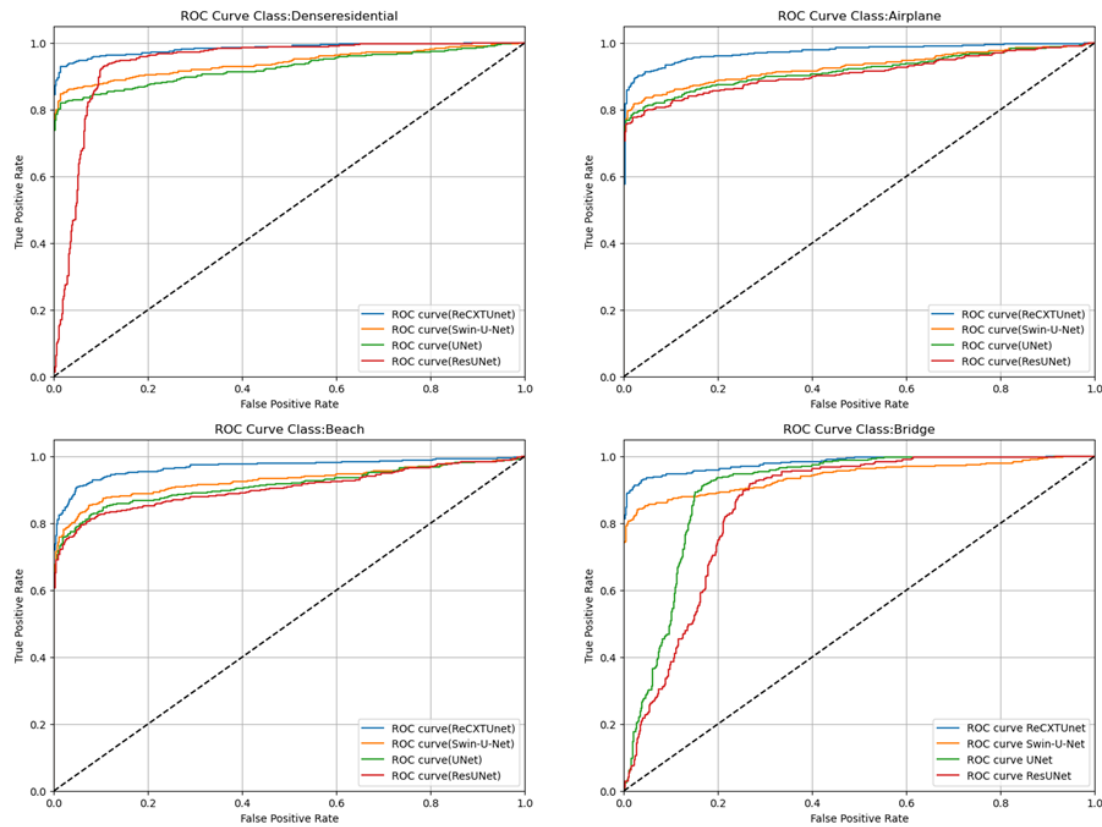 ROC Curve Class:Denseresidential
1.0
0.8
0.6
0.4
0.2
0.0
True Positive Rate
ROC curve(ReCXTUnet)
ROC curve(Swin-U-Net)
ROC curve(UNet)
ROC curve(ResUNet)
0.0 0.2 0.4 0.6 0.8 1.0
False Positive Rate
ROC Curve Class:Airplane
1.0
0.8
0.6
0.4
0.2
0.0
True Positive Rate
ROC curve(ReCXTUnet)
ROC curve(Swin-U-Net)
ROC curve(UNet)
ROC curve(ResUNet)
0.0 0.2 0.4 0.6 0.8 1.0
False Positive Rate
ROC Curve Class:Beach
1.0
0.8
0.6
0.4
0.2
0.0
True Positive Rate
ROC curve(ReCXTUnet)
ROC curve(Swin-U-Net)
ROC curve(UNet)
ROC curve(ResUNet)
0.0 0.2 0.4 0.6 0.8 1.0
False Positive Rate
ROC Curve Class:Bridge
1.0
0.8
0.6
0.4
0.2
0.0
True Positive Rate
ROC curve ReCXTUnet
ROC curve Swin-U-Net
ROC curve UNet
ROC curve ResUNet
0.0 0.2 0.4 0.6 0.8 1.0
False Positive Rate